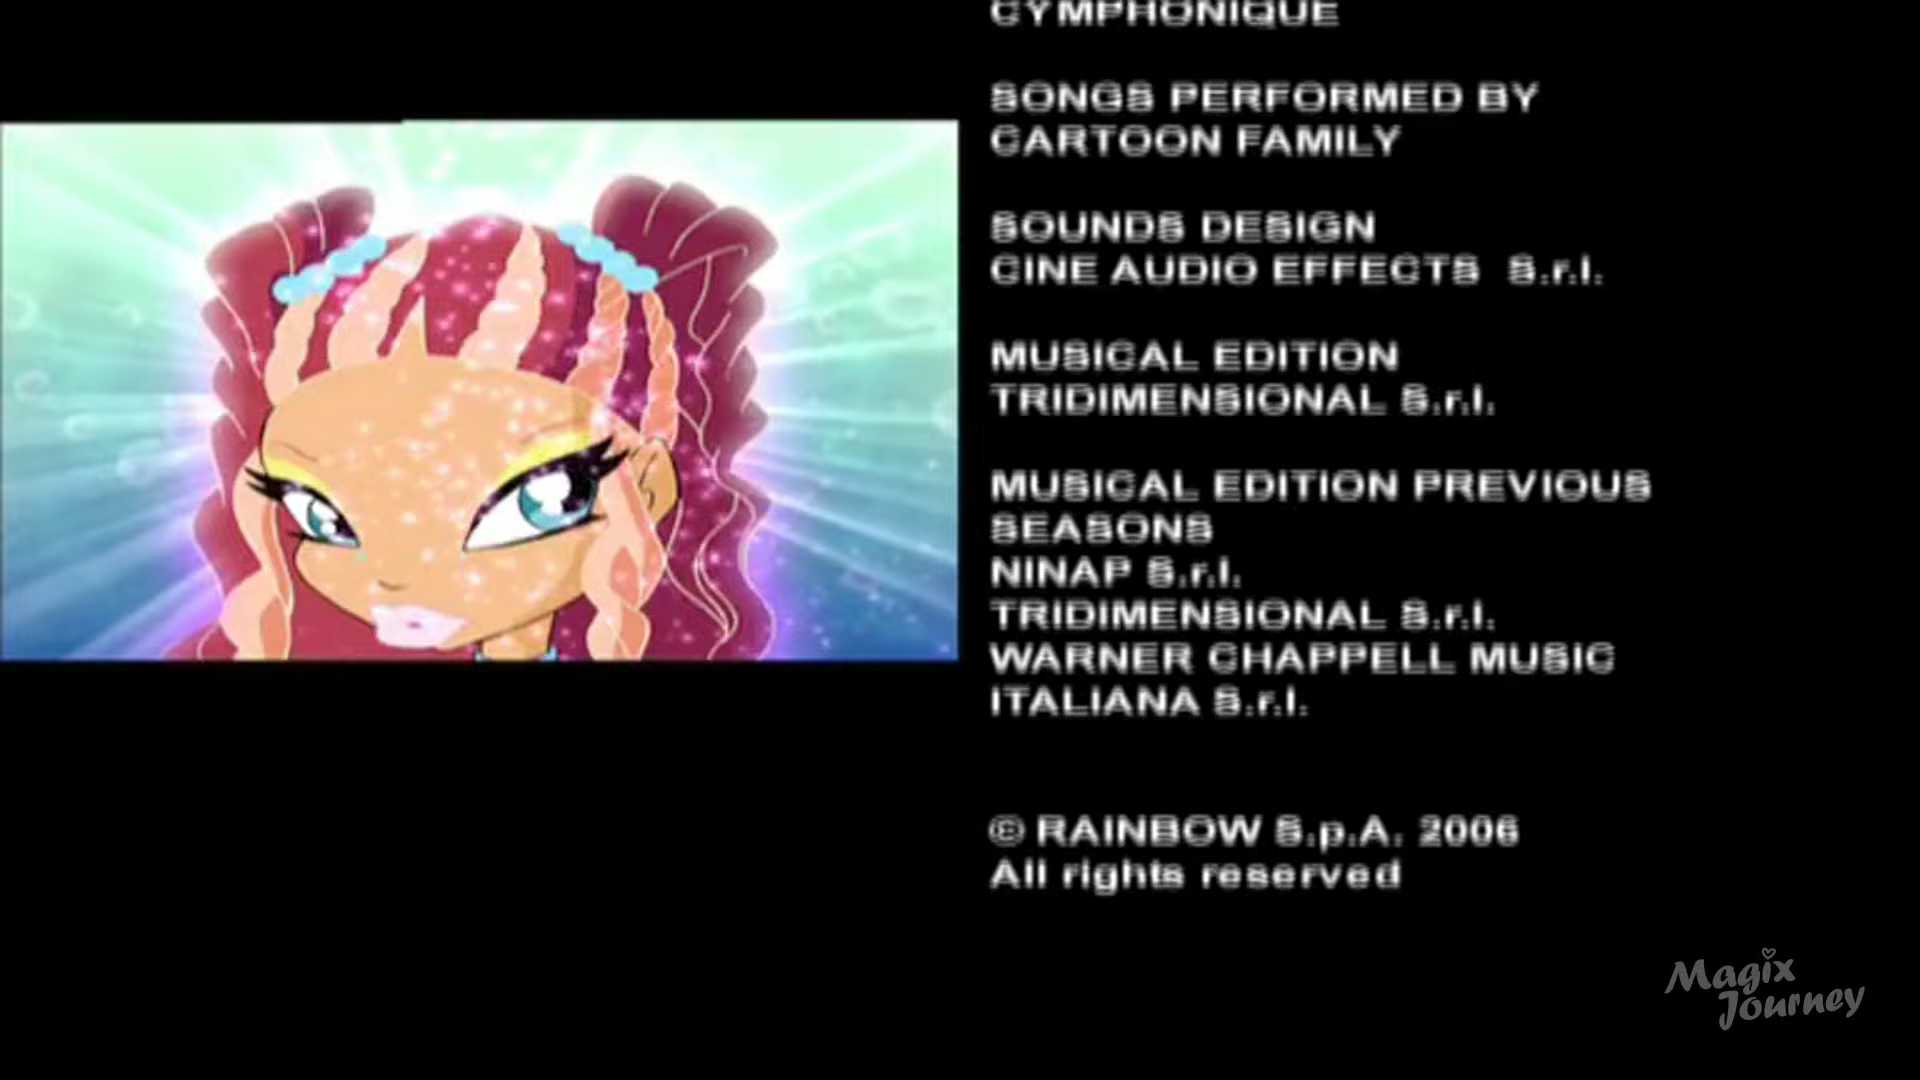 CYMPHONIQUE
SONGS PERFORMED BY
CARTOON FAMILY
SOUNDS DESIGN
CINE AUDIO EFFECTS S.r.l.
MUSICAL EDITION
TRIDIMENSIONAL S.r.l.
MUSICAL EDITION PREVIOUS
SEASONS
NINAP S.r.l.
TRIDIMENSIONAL S.r.l.
WARNER CHAPPELL MUSIC
ITALIANA S.r.l.
© RAINBOW S.p.A. 2006
All rights reserved
Magix
Journey